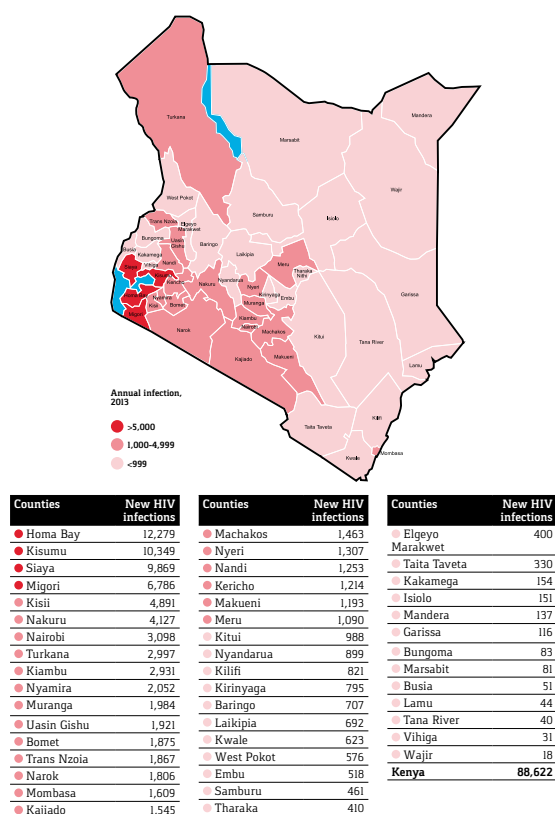 Turkana
Marsabit
Mandera
Wajir
West Pokot
Samburu
Isiolo
Trans Nzoia
Elgeyo
Marakwet
Bungoma
Uasin
Gishu
Baringo
Busia
Kakamega
Laikipia
Vihiga
Nandi
Meru
Siaya
Kisumu
Tharaka
Nithi
Kericho
Nakuru
Nyandarua
Nyeri
Garissa
Homa Bay
Nyamira
Kirinyaga
Embu
Kisii
Bomet
Muranga
Migori
Kiambu
Nairobi
Machakos
Narok
Kitui
Tana River
Kajiado
Makueni
Lamu
Annual infection,
2013
>5,000
1,000-4,999
<999
Kilifi
Taita Taveta
Mombasa
Kwale
Counties New HIV
infections
Homa Bay 12,279
Kisumu 10,349
Siaya 9,869
Migori 6,786
Kisii 4,891
Nakuru 4,127
Nairobi 3,098
Turkana 2,997
Kiambu 2,931
Nyamira 2,052
Muranga 1,984
Uasin Gishu 1,921
Bomet 1,875
Trans Nzoia 1,867
Narok 1,806
Mombasa 1,609
Kajiado 1,545
Counties New HIV
infections
Machakos 1,463
Nyeri 1,307
Nandi 1,253
Kericho 1,214
Makueni 1,193
Meru 1,090
Kitui 988
Nyandarua 899
Kilifi 821
Kirinyaga 795
Baringo 707
Laikipia 692
Kwale 623
West Pokot 576
Embu 518
Samburu 461
Tharaka 410
Counties New HIV
infections
Elgeyo 400
Marakwet
Taita Taveta 330
Kakamega 154
Isiolo 151
Mandera 137
Garissa 116
Bungoma 83
Marsabit 81
Busia 51
Lamu 44
Tana River 40
Vihiga 31
Wajir 18
Kenya 88,622